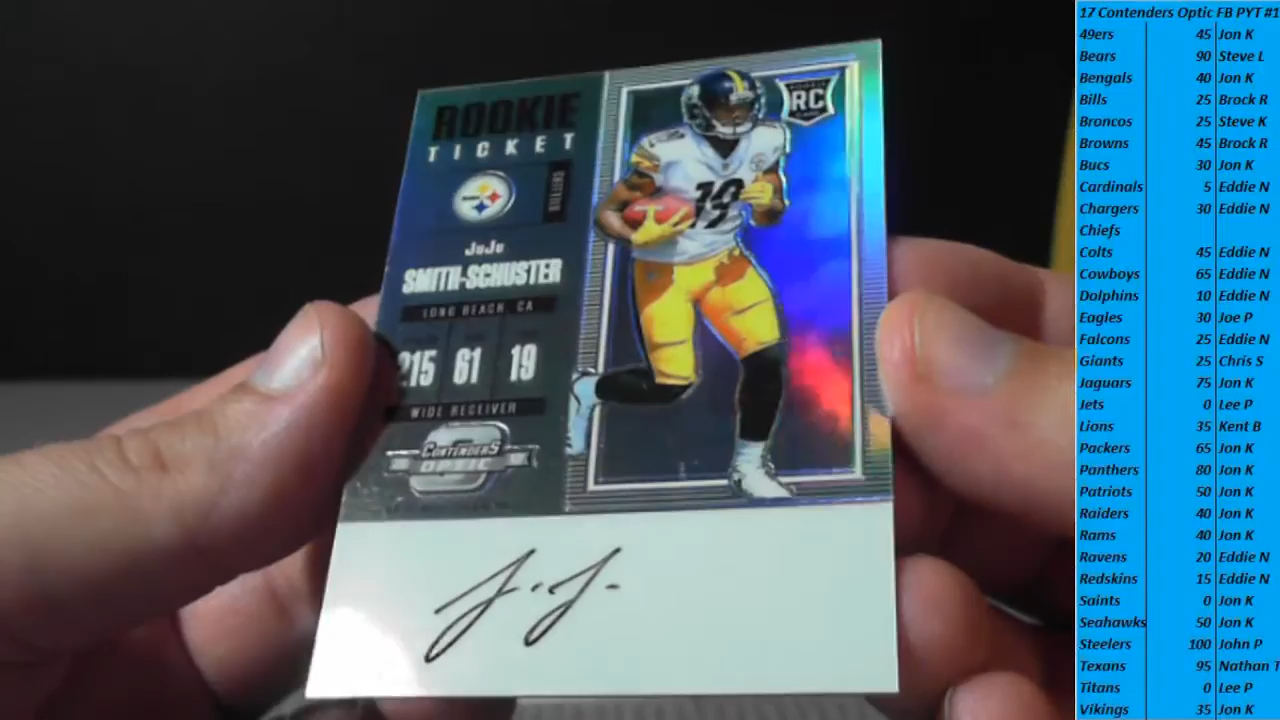 ROOKIE
TICKET
STEELERS
JuJu
SMITH-SCHUSTER
LONG BEACH, CA
215 61 19
WIDE RECEIVER
CONTENDERS
OPTIC
RC
19
J.J.
17 Contenders Optic FB PYT #1
49ers 45 Jon K
Bears 90 Steve L
Bengals 40 Jon K
Bills 25 Brock R
Broncos 25 Steve K
Browns 45 Brock R
Bucs 30 Jon K
Cardinals 5 Eddie N
Chargers 30 Eddie N
Chiefs
Colts 45 Eddie N
Cowboys 65 Eddie N
Dolphins 10 Eddie N
Eagles 30 Joe P
Falcons 25 Eddie N
Giants 25 Chris S
Jaguars 75 Jon K
Jets 0 Lee P
Lions 35 Kent B
Packers 65 Jon K
Panthers 80 Jon K
Patriots 50 Jon K
Raiders 40 Jon K
Rams 40 Jon K
Ravens 20 Eddie N
Redskins 15 Eddie N
Saints 0 Jon K
Seahawks 50 Jon K
Steelers 100 John P
Texans 95 Nathan T
Titans 0 Lee P
Vikings 35 Jon K